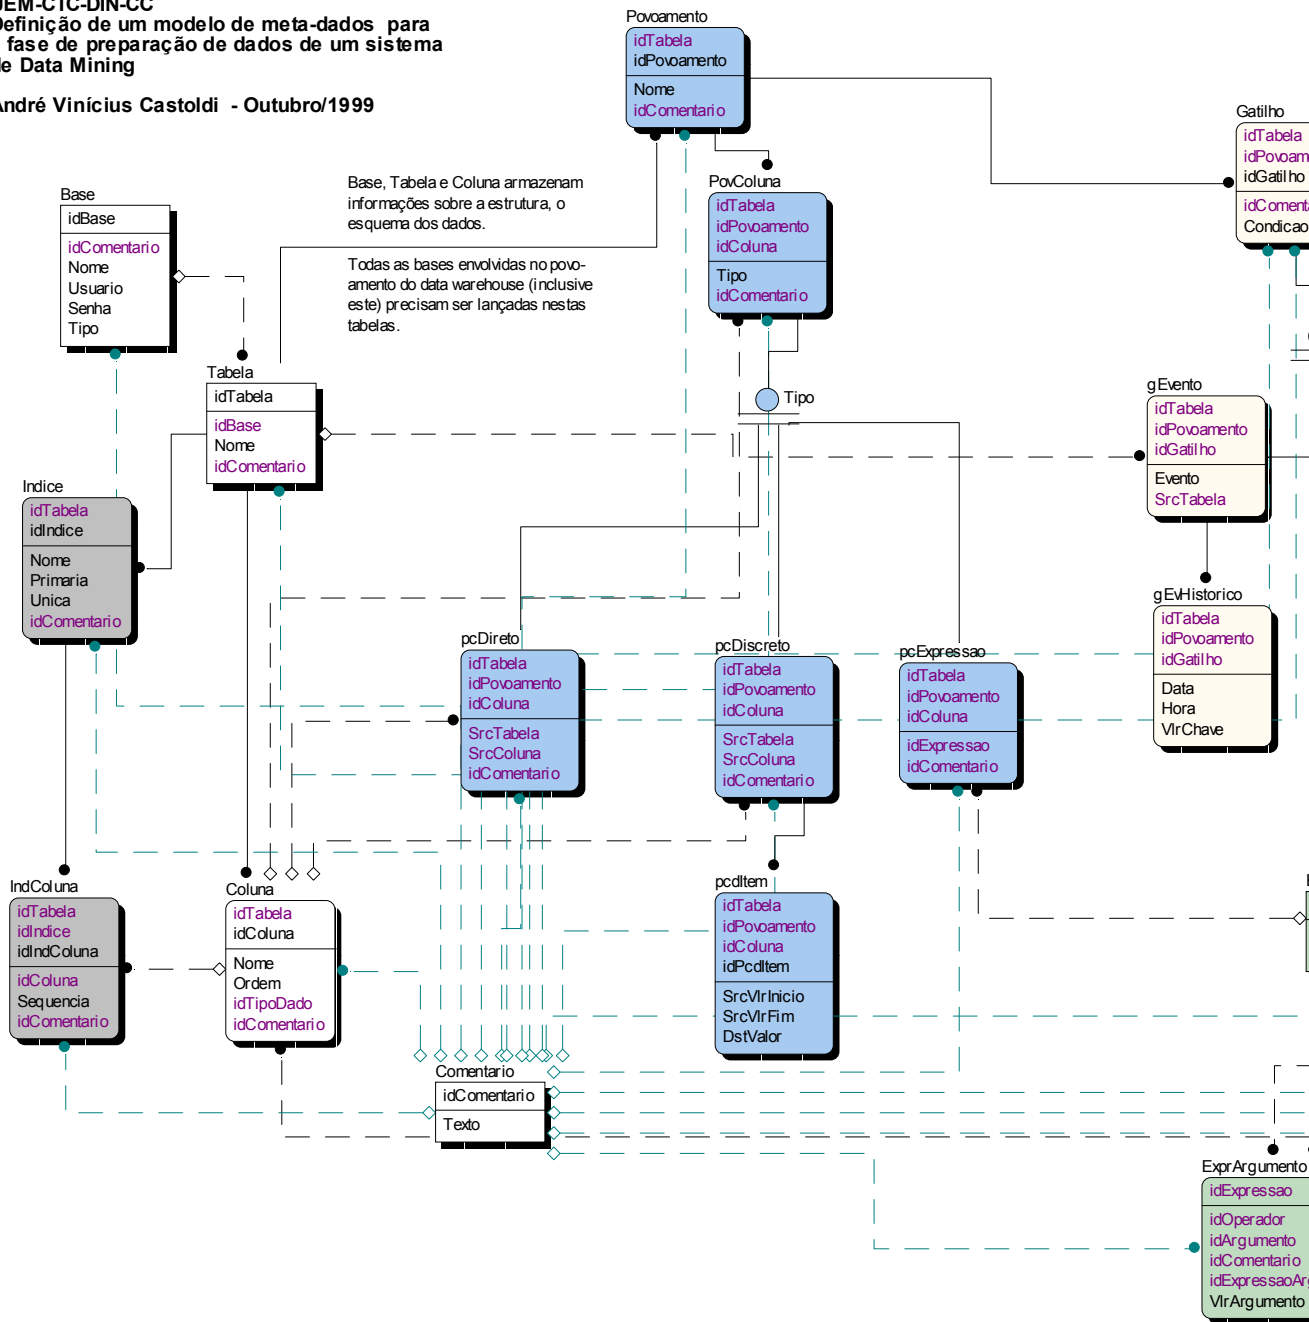 UEM-CTC-DIN-CC
Definição de um modelo de meta-dados para
fase de preparação de dados de um sistema
de Data Mining
André Vinícius Castoldi - Outubro/1999
Povoamento
idTabela
idPovoamento
Nome
idComentario
Gatilho
idTabela
idPovoam
idGatilho
idComenta
Condicao
Base, Tabela e Coluna armazenam
informações sobre a estrutura, o
esquema dos dados.
Todas as bases envolvidas no povo-
amento do data warehouse (inclusive
este) precisam ser lançadas nestas
tabelas.
PovColuna
idTabela
idPovoamento
idColuna
Tipo
idComentario
Base
idBase
idComentario
Nome
Usuario
Senha
Tipo
Tabela
idTabela
idBase
Nome
idComentario
Tipo
gEvento
idTabela
idPovoamento
idGatilho
Evento
SrcTabela
Indice
idTabela
idIndice
Nome
Primaria
Unica
idComentario
gEvHistorico
idTabela
idPovoamento
idGatilho
Data
Hora
VlrChave
pcDireto
idTabela
idPovoamento
idColuna
SrcTabela
SrcColuna
idComentario
pcDiscreto
idTabela
idPovoamento
idColuna
SrcTabela
SrcColuna
idComentario
pcExpressao
idTabela
idPovoamento
idColuna
idExpressao
idComentario
IndColuna
idTabela
idIndice
idIndColuna
idColuna
Sequencia
idComentario
Coluna
idTabela
idColuna
Nome
Ordem
idTipoDado
idComentario
pcdItem
idTabela
idPovoamento
idColuna
idPcdItem
SrcVlrInicio
SrcVlrFim
DstValor
Comentario
idComentario
Texto
ExprArgumento
idExpressao
idOperador
idArgumento
idComentario
idExpressaoArg
VlrArgumento